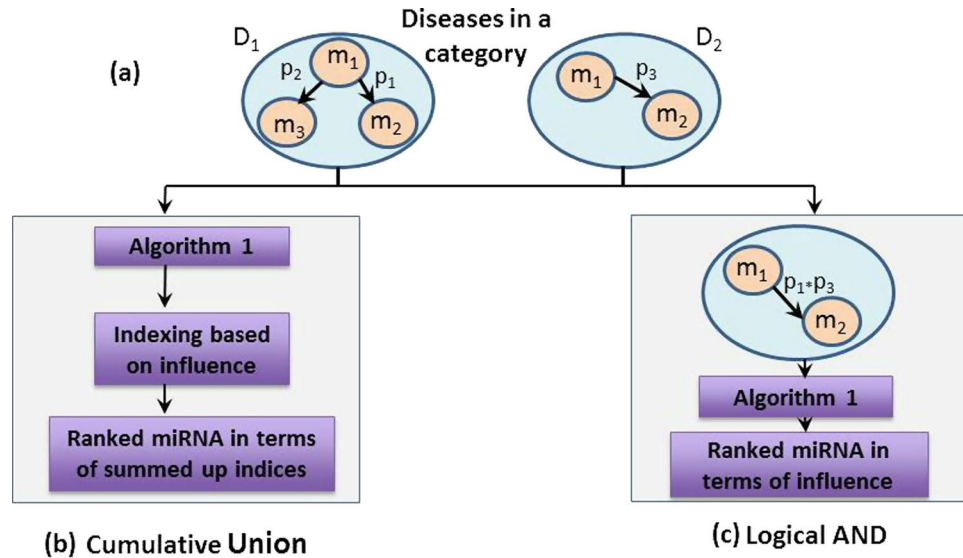 Diseases in a
category
(a)
D1
m1
p2
p1
m3
m2
D2
m1
p3
m2
Algorithm 1
Indexing based
on influence
Ranked miRNA in terms
of summed up indices
(b) Cumulative Union
m1
p1*p3
m2
Algorithm 1
Ranked miRNA in
terms of influence
(c) Logical AND